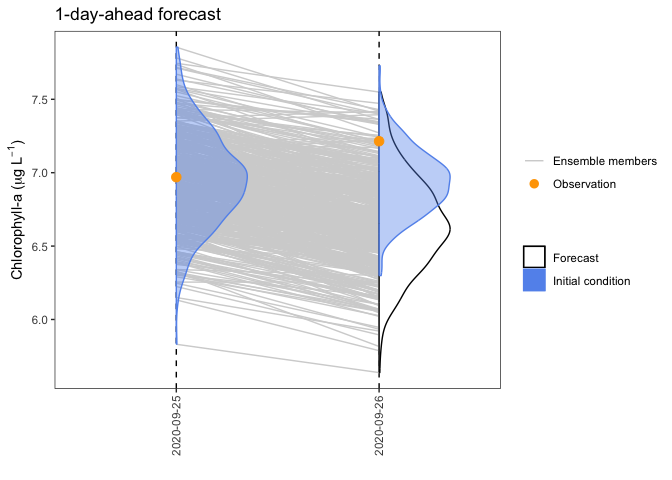 1-day-ahead forecast
Chlorophyll-a (μg L⁻¹)
7.5
7.0
6.5
6.0
2020-09-25
2020-09-26
Ensemble members
Observation
Forecast
Initial condition